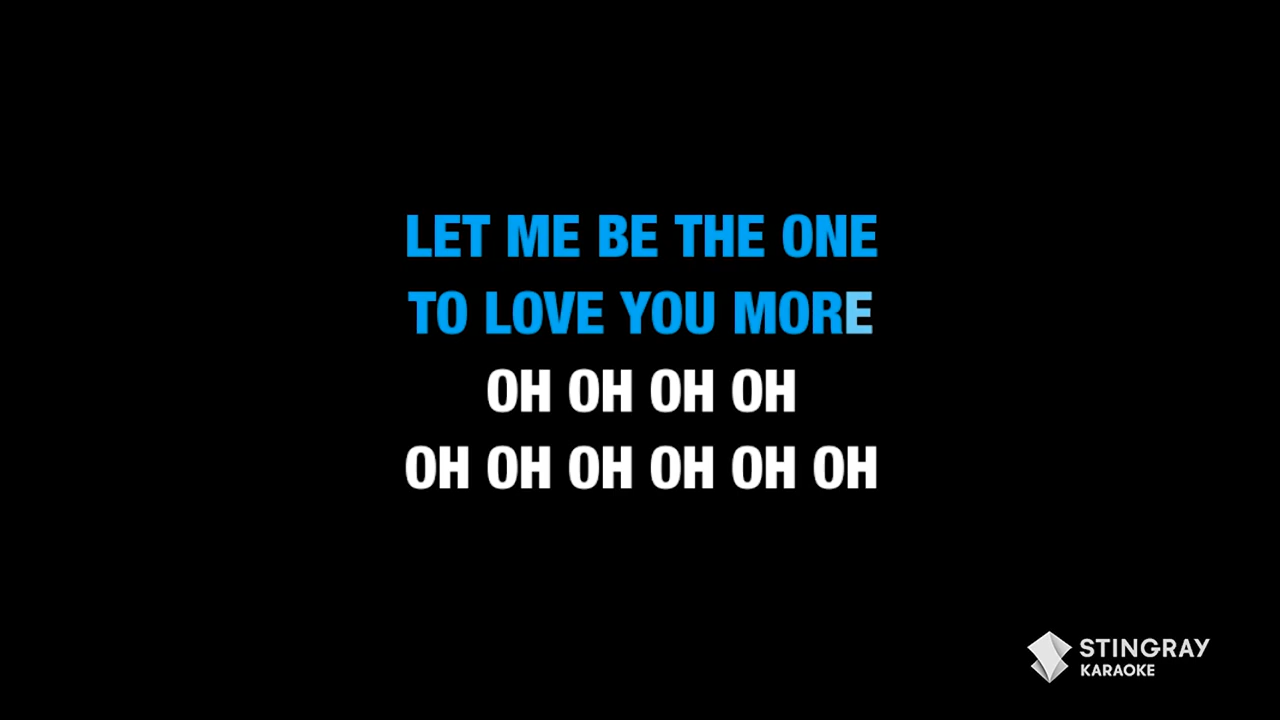 LET ME BE THE ONE
TO LOVE YOU MORE
OH OH OH OH
OH OH OH OH OH OH
STINGRAY
KARAOKE